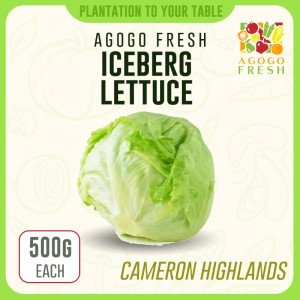 PLANTATION TO YOUR TABLE
AGOGO FRESH
ICEBERG
LETTUCE
AGOGO
FRESH
500G
EACH
CAMERON HIGHLANDS